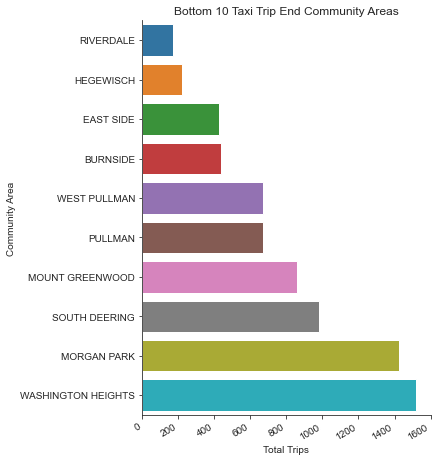 Bottom 10 Taxi Trip End Community Areas
Community Area
RIVERDALE
HEGEWISCH
EAST SIDE
BURNSIDE
WEST PULLMAN
PULLMAN
MOUNT GREENWOOD
SOUTH DEERING
MORGAN PARK
WASHINGTON HEIGHTS
0 200 400 600 800 1000 1200 1400 1600
Total Trips